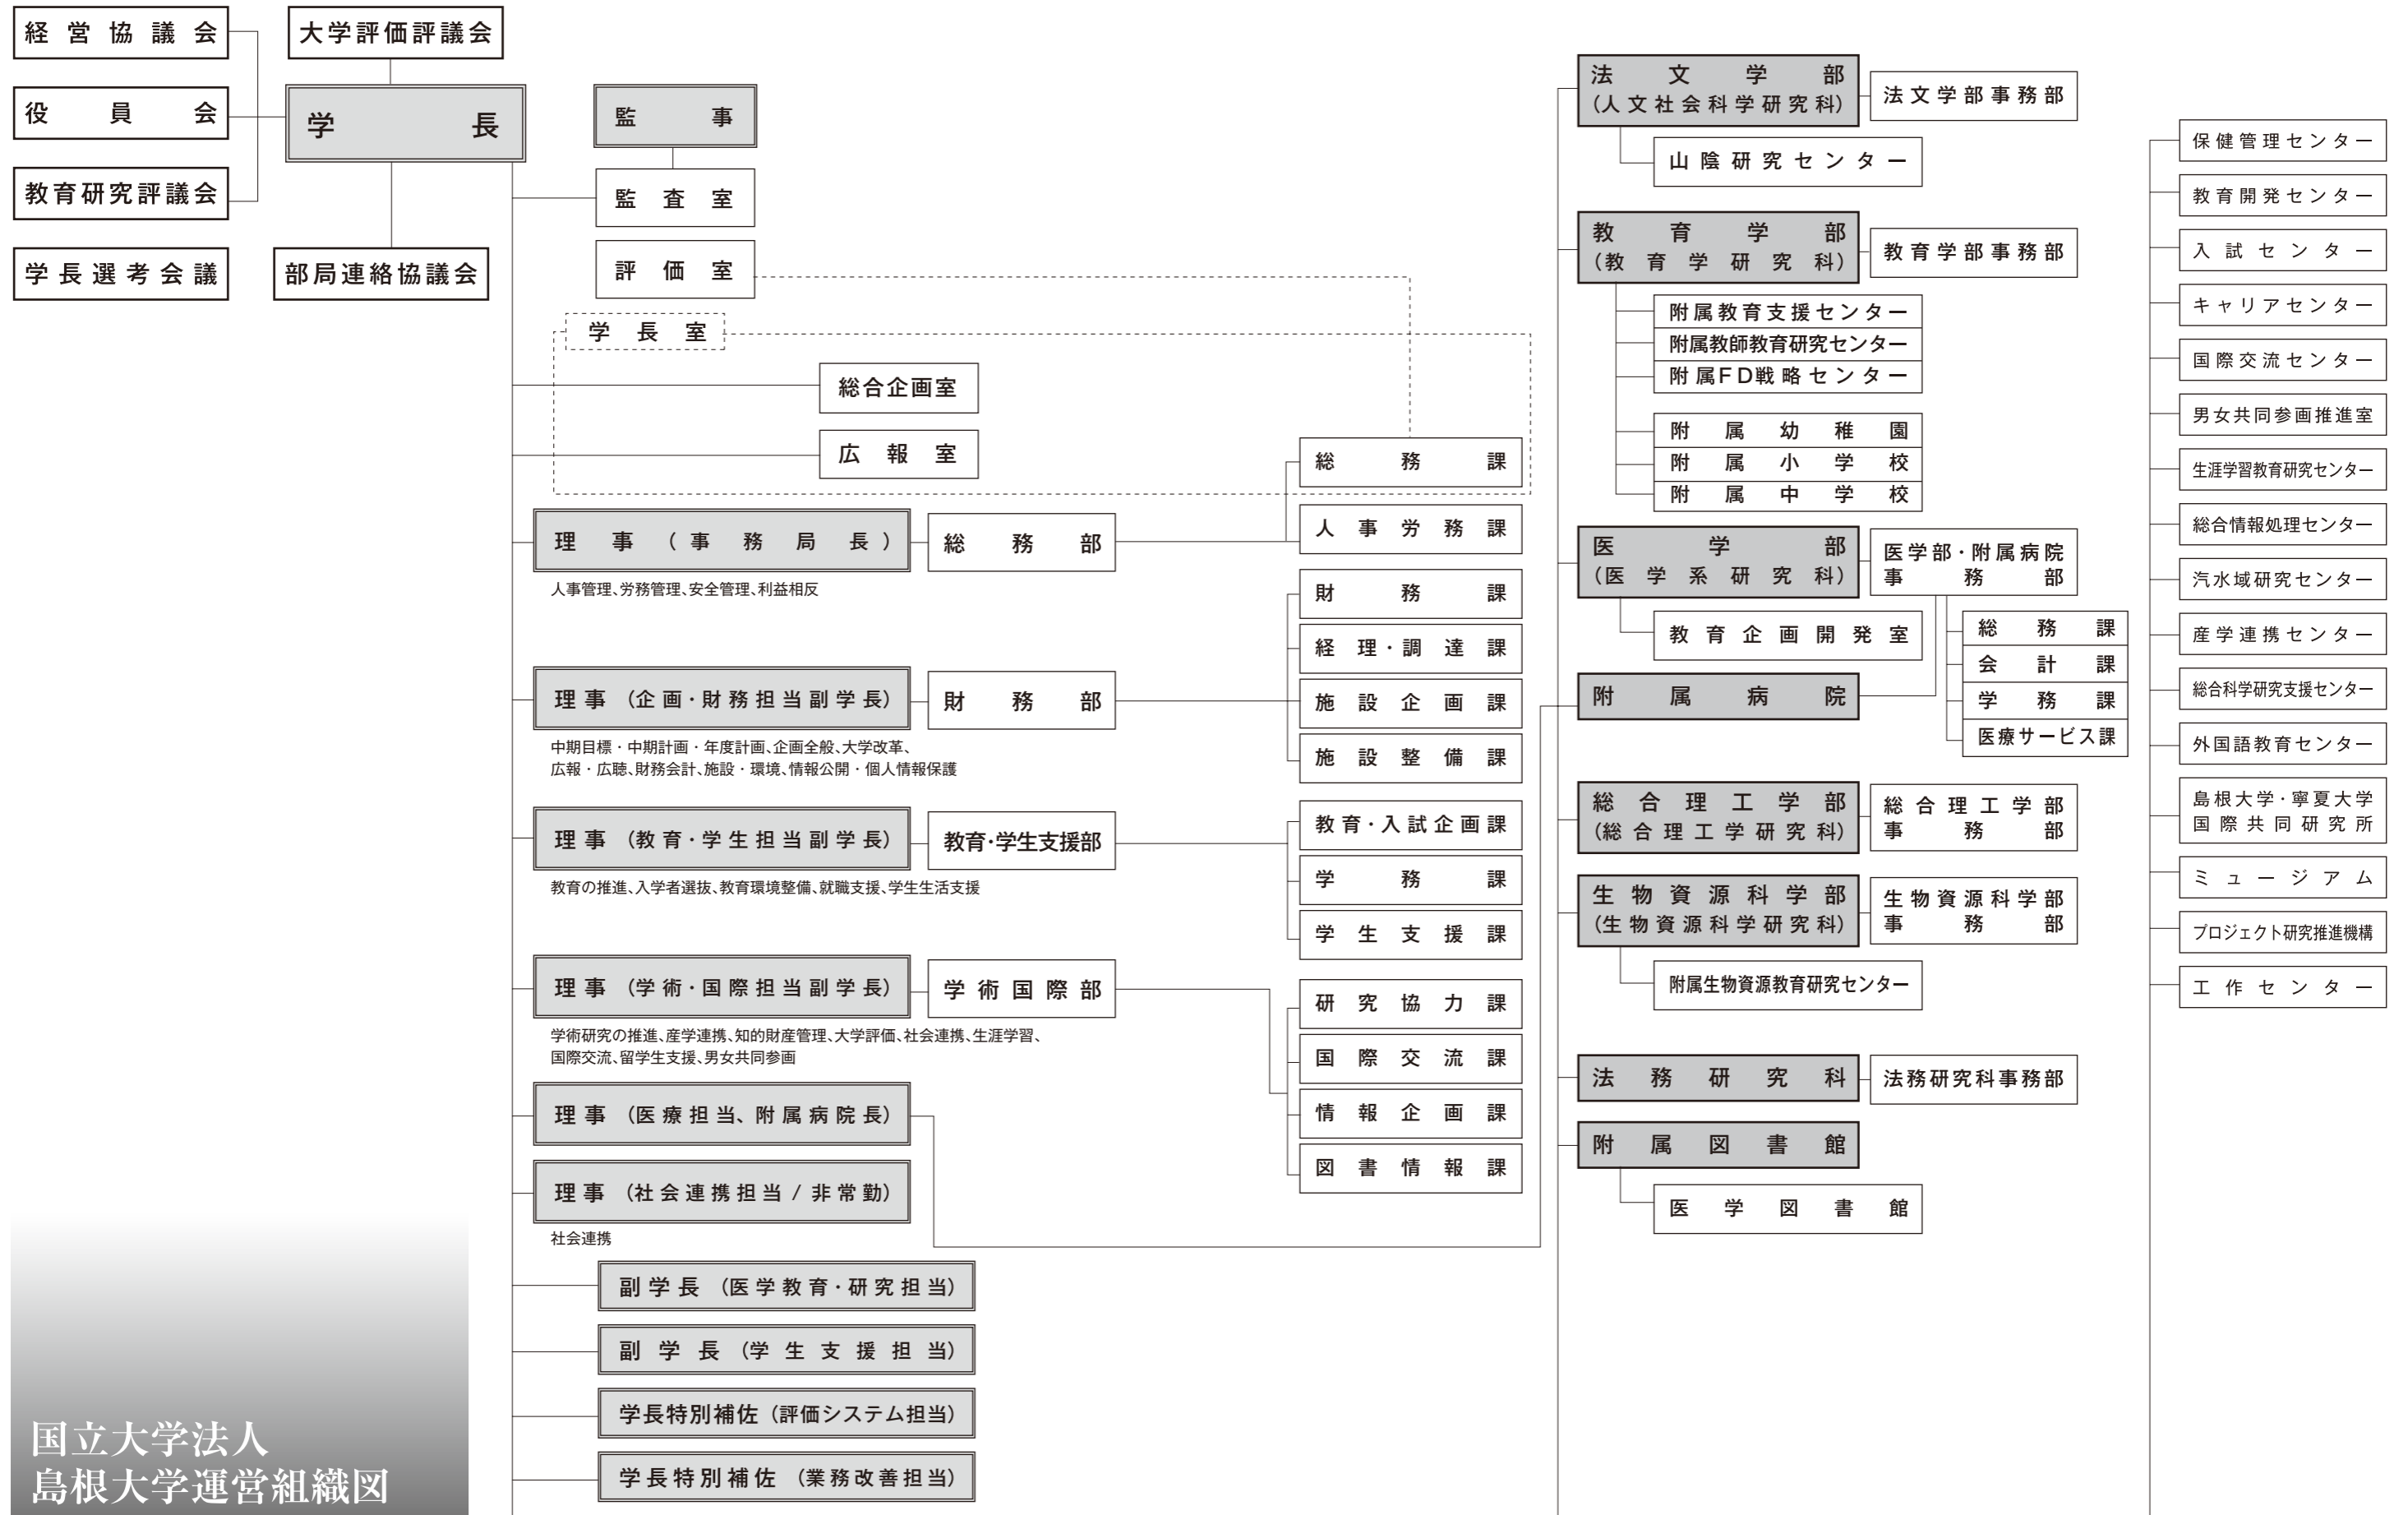 経営協議会
役員会
教育研究評議会
学長選考会議
大学評価評議会
学長
部局連絡協議会
監事
監査室
評価室
学長室
総合企画室
広報室
理事（事務局長）
人事管理、労務管理、安全管理、利益相反
総務部
総務課
人事労務課
理事（企画・財務担当副学長）
中期目標・中期計画・年度計画、企画全般、大学改革、
広報・広聴、財務会計、施設・環境、情報公開・個人情報保護
財務部
財務課
経理・調達課
施設企画課
施設整備課
理事（教育・学生担当副学長）
教育の推進、入学者選抜、教育環境整備、就職支援、学生生活支援
教育・学生支援部
教育・入試企画課
学務課
学生支援課
理事（学術・国際担当副学長）
学術研究の推進、産学連携、知的財産管理、大学評価、社会連携、生涯学習、
国際交流、留学生支援、男女共同参画
学術国際部
研究協力課
国際交流課
情報企画課
図書情報課
理事（医療担当、附属病院長）
理事（社会連携担当/非常勤）
社会連携
副学長（医学教育・研究担当）
副学長（学生支援担当）
学長特別補佐（評価システム担当）
学長特別補佐（業務改善担当）
法文学部
（人文社会科学研究科）
法文学部事務部
山陰研究センター
教育学部
（教育学研究科）
教育学部事務部
附属教育支援センター
附属教師教育研究センター
附属FD戦略センター
附属幼稚園
附属小学校
附属中学校
医学部
（医学系研究科）
医学部・附属病院
事務部
教育企画開発室
総務課
会計課
学務課
医療サービス課
附属病院
総合理工学部
（総合理工学研究科）
総合理工学部
事務部
生物資源科学部
（生物資源科学研究科）
生物資源科学部
事務部
附属生物資源教育研究センター
法務研究科
法務研究科事務部
附属図書館
医学図書館
保健管理センター
教育開発センター
入試センター
キャリアセンター
国際交流センター
男女共同参画推進室
生涯学習教育研究センター
総合情報処理センター
汽水域研究センター
産学連携センター
総合科学研究支援センター
外国語教育センター
島根大学・寧夏大学
国際共同研究所
ミュージアム
プロジェクト研究推進機構
工作センター
国立大学法人
島根大学運営組織図